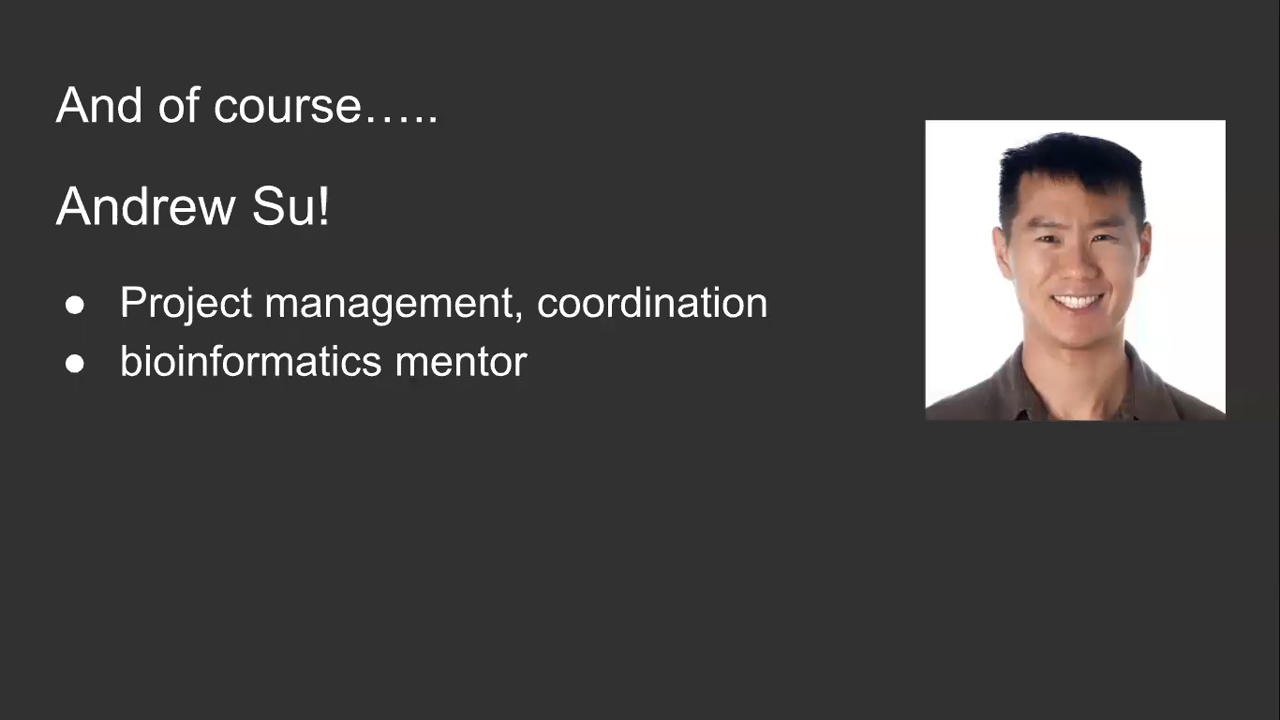 And of course…..
Andrew Su!
● Project management, coordination
● bioinformatics mentor